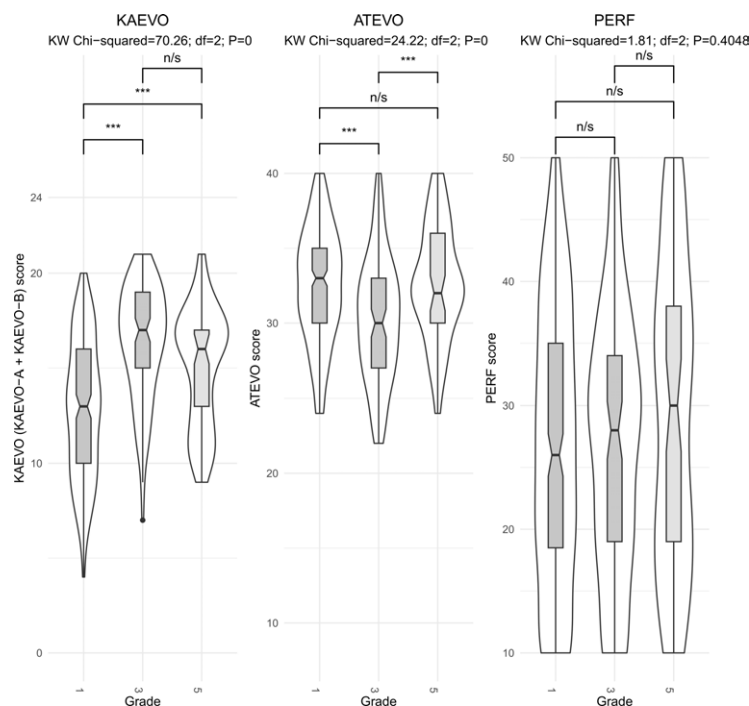 KAEVO
KW Chi-squared=70.26; df=2; P=0
n/s
***
***
24
20
10
0
KAEVO (KAEVO-A + KAEVO-B) score
1
3
5
Grade
ATEVO
KW Chi-squared=24.22; df=2; P=0
***
n/s
***
40
30
20
10
ATEVO score
1
3
5
Grade
PERF
KW Chi-squared=1.81; df=2; P=0.4048
n/s
n/s
n/s
50
40
30
20
10
PERF score
1
3
5
Grade